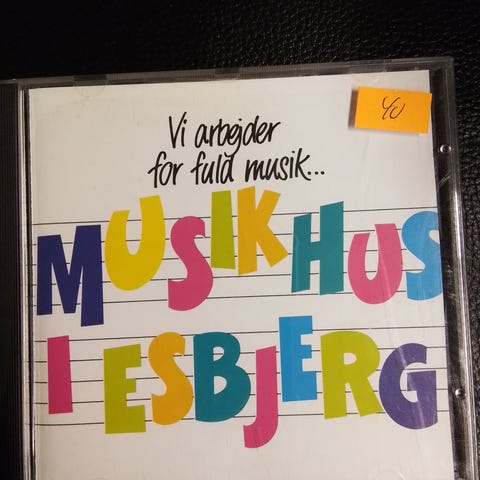 Vi arbejder
for fuld musik...
40
MUSIKHUS
I ESBJERG